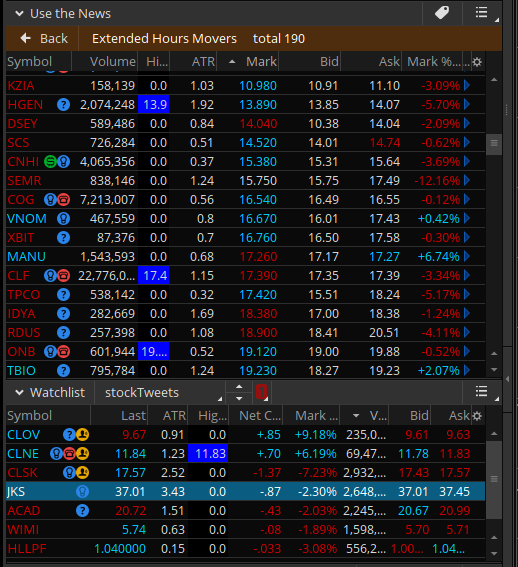 Use the News
Back Extended Hours Movers total 190
Symbol Volume Hi... ATR Mark Bid Ask Mark %...
KZIA 158,139 0.0 1.03 10.980 10.91 11.10 -3.09%
HGEN ? 2,074,248 13.9 1.92 13.890 13.85 14.07 -5.70%
DSEY 589,486 0.0 0.84 14.040 10.38 14.04 -2.09%
SCS 726,284 0.0 0.51 14.520 14.01 14.74 -0.62%
CNHI 4,065,356 0.0 0.37 15.380 15.31 15.64 -3.69%
SEMR 838,146 0.0 1.24 15.750 15.75 17.49 -12.16%
COG 7,213,007 0.0 0.56 16.540 16.49 16.55 -0.12%
VNOM 467,559 0.0 0.8 16.670 16.01 17.43 +0.42%
XBIT ? 87,376 0.0 0.7 16.760 16.50 17.58 -0.30%
MANU 1,543,593 0.0 0.68 17.260 17.17 17.27 +6.74%
CLF 22,776,0... 17.4 1.15 17.390 17.35 17.39 -3.34%
TPCO ? 538,142 0.0 0.32 17.420 15.51 18.24 -5.17%
IDYA ? 282,669 0.0 1.69 18.380 17.00 18.38 -1.24%
RDUS ? 257,398 0.0 1.08 18.900 18.41 20.51 -4.11%
ONB 601,944 19.... 0.52 19.120 19.00 19.88 -0.52%
TBIO ? 795,784 0.0 1.24 19.230 18.27 19.23 +2.07%
Watchlist stockTweets
Symbol Last ATR Hig... Net C... Mark ... V... Bid Ask
CLOV ? 9.67 0.91 0.0 +.85 +9.18% 235,0... 9.61 9.63
CLNE 11.84 1.23 11.83 +.70 +6.19% 69,47... 11.78 11.83
CLSK 17.57 2.52 0.0 -1.37 -7.23% 2,932,... 17.43 17.57
JKS 37.01 3.43 0.0 -.87 -2.30% 2,648,... 37.01 37.45
ACAD ? 20.72 1.51 0.0 -.43 -2.03% 2,245,... 20.67 20.99
WIMI 5.74 0.63 0.0 -.08 -1.89% 1,598,... 5.70 5.71
HLLPF 1.040000 0.15 0.0 -.033 -3.08% 556,2... 1.00... 1.04...